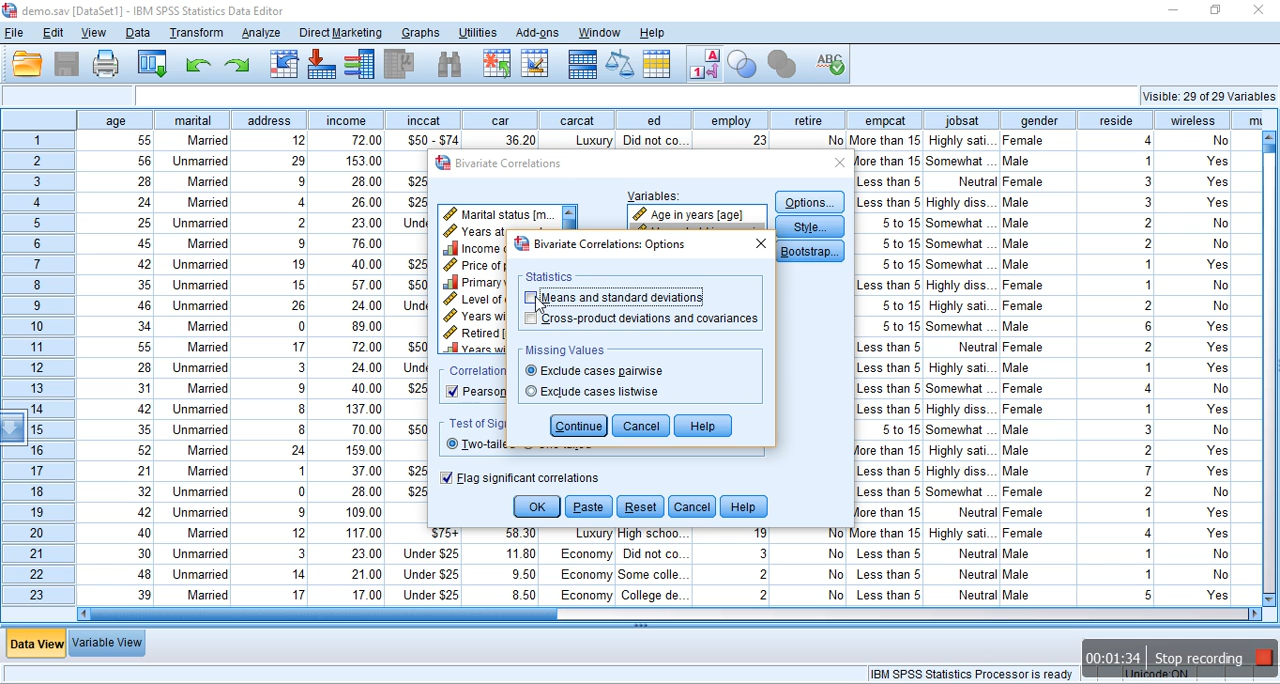 demo.sav [DataSet1] - IBM SPSS Statistics Data Editor
File Edit View Data Transform Analyze Direct Marketing Graphs Utilities Add-ons Window Help
Visible: 29 of 29 Variables
age marital address income inccat car carcat ed employ retire empcat jobsat gender reside wireless mu
1 55 Married 12 72.00 $50 - $74 36.20 Luxury Did not co... 23 No More than 15 Highly sati... Female 4 No
2 56 Unmarried 29 153.00 More than 15 Somewhat ... Male 1 Yes
3 28 Married 9 28.00 $25 Less than 5 Neutral Female 3 Yes
4 24 Married 4 26.00 $25 Less than 5 Highly diss... Male 3 Yes
5 25 Unmarried 2 23.00 Und 5 to 15 Somewhat ... Male 2 No
6 45 Married 9 76.00 5 to 15 Somewhat ... Male 2 No
7 42 Unmarried 19 40.00 $25 5 to 15 Somewhat ... Male 1 Yes
8 35 Unmarried 15 57.00 $50 Less than 5 Highly diss... Female 1 No
9 46 Unmarried 26 24.00 Und 5 to 15 Highly sati... Female 2 No
10 34 Married 0 89.00 5 to 15 Somewhat ... Male 6 Yes
11 55 Married 17 72.00 $50 Less than 5 Neutral Female 2 Yes
12 28 Unmarried 3 24.00 Und Less than 5 Highly sati... Male 1 Yes
13 31 Married 9 40.00 $25 Less than 5 Somewhat ... Male 4 No
14 42 Unmarried 8 137.00 Less than 5 Highly diss... Female 1 Yes
15 35 Unmarried 8 70.00 $50 5 to 15 Somewhat ... Male 3 Yes
16 52 Married 24 159.00 More than 15 Highly sati... Male 2 Yes
17 21 Married 1 37.00 $25 Less than 5 Highly diss... Male 7 Yes
18 32 Unmarried 0 28.00 $25 Less than 5 Somewhat ... Female 2 No
19 42 Unmarried 9 109.00 More than 15 Neutral Female 1 Yes
20 40 Married 12 117.00 $75+ 58.30 Luxury High schoo... 19 No More than 15 Highly sati... Female 4 Yes
21 30 Unmarried 3 23.00 Under $25 11.80 Economy Did not co... 3 No Less than 5 Neutral Male 1 No
22 48 Unmarried 14 21.00 Under $25 9.50 Economy Some colle... 2 No Less than 5 Neutral Male 1 No
23 39 Married 17 17.00 Under $25 8.50 Economy College de... 2 No Less than 5 Neutral Male 5 Yes
Bivariate Correlations
Variables:
Marital status [m...
Years at
Income
Price of
Primary
Level of
Years wi
Retired [
Years wi
Age in years [age]
Options...
Style...
Bootstrap...
Correlation
Pearson
Test of Sig
Two-taile
Flag significant correlations
OK Paste Reset Cancel Help
Bivariate Correlations: Options
Statistics
Means and standard deviations
Cross-product deviations and covariances
Missing Values
Exclude cases pairwise
Exclude cases listwise
Continue Cancel Help
Data View Variable View
IBM SPSS Statistics Processor is ready Unicode:ON
00:01:34 Stop recording